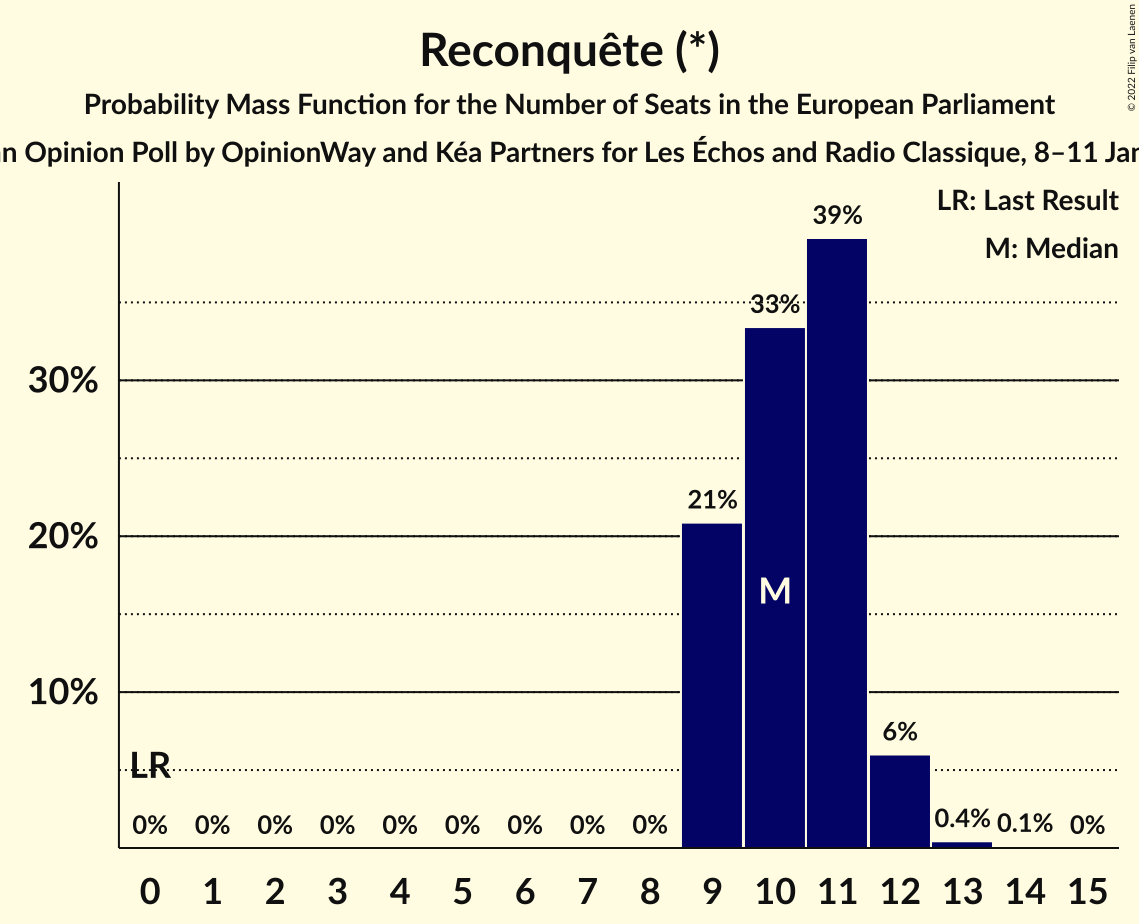 © 2022 Filip van Laenen
Reconquête (*)
Probability Mass Function for the Number of Seats in the European Parliament
Opinion Poll by OpinionWay and Kéa Partners for Les Échos and Radio Classique, 8–11
LR: Last Result
M: Median
39%
33%
30%
21%
20%
M
10%
6%
LR
0% 0% 0% 0% 0% 0% 0% 0% 0% 0.4% 0.1% 0%
0 1 2 3 4 5 6 7 8 9 10 11 12 13 14 15